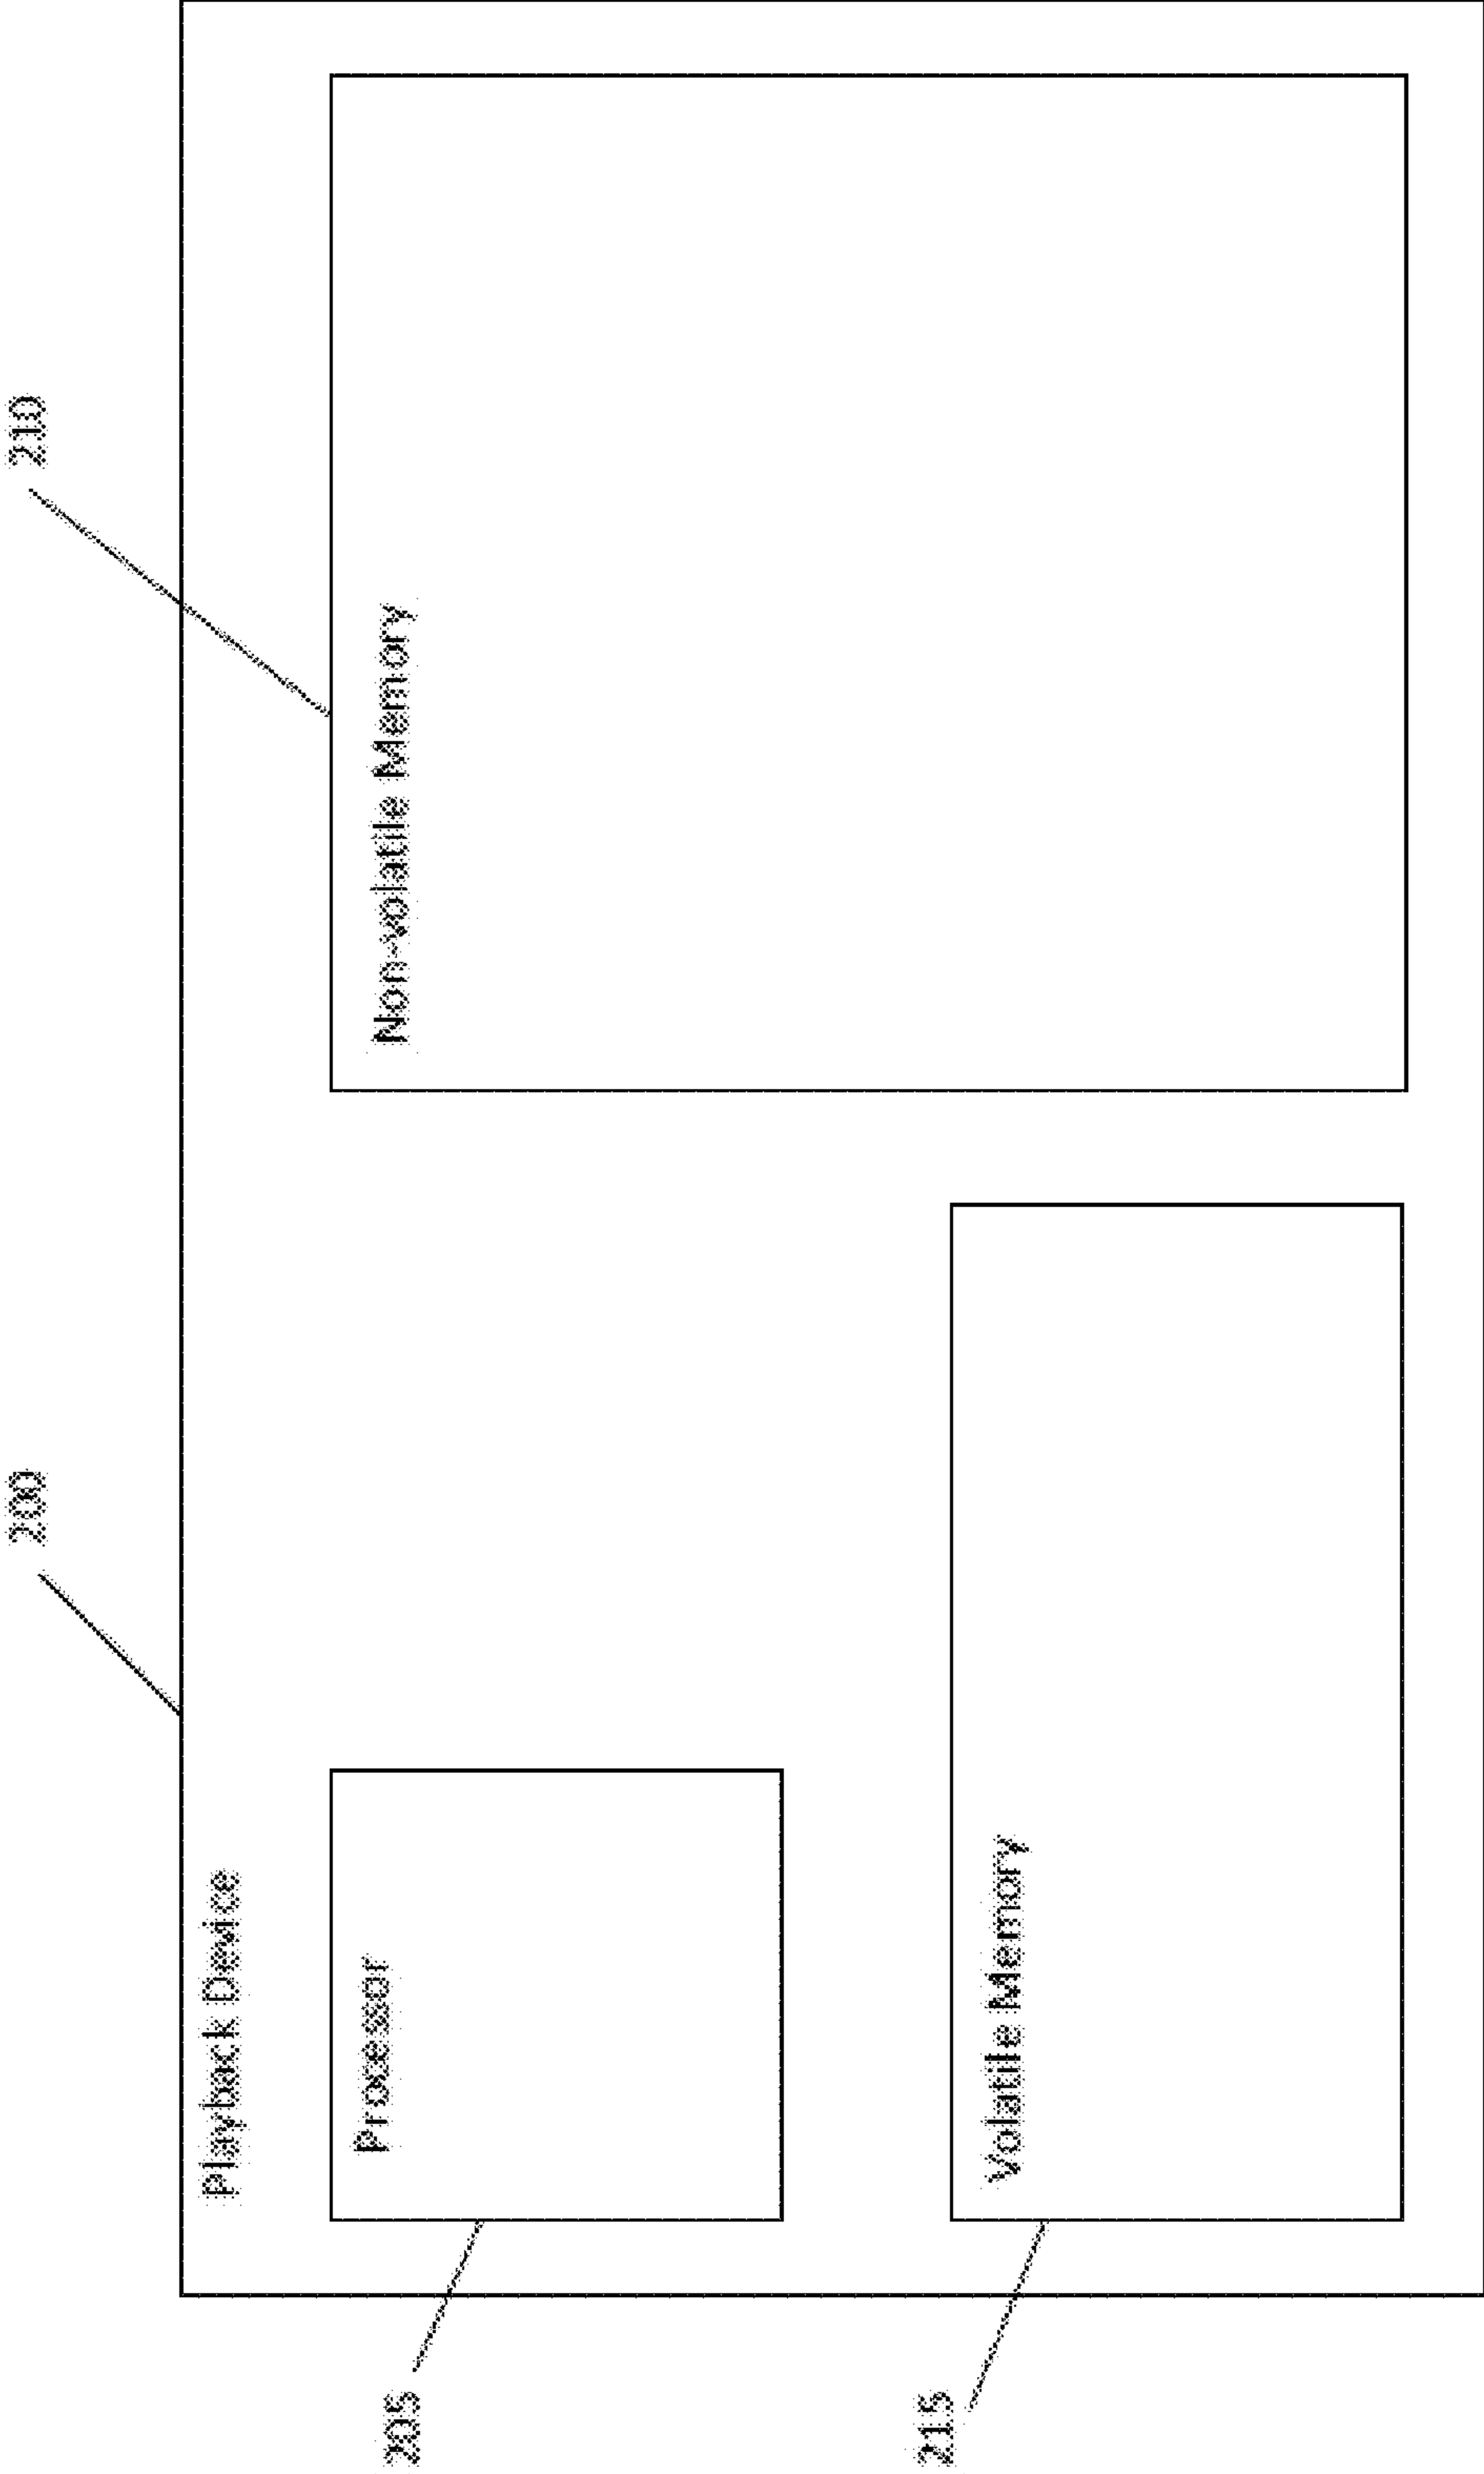 200
210
Playback Device
Processor
Non-volatile Memory
205
Volatile Memory
215